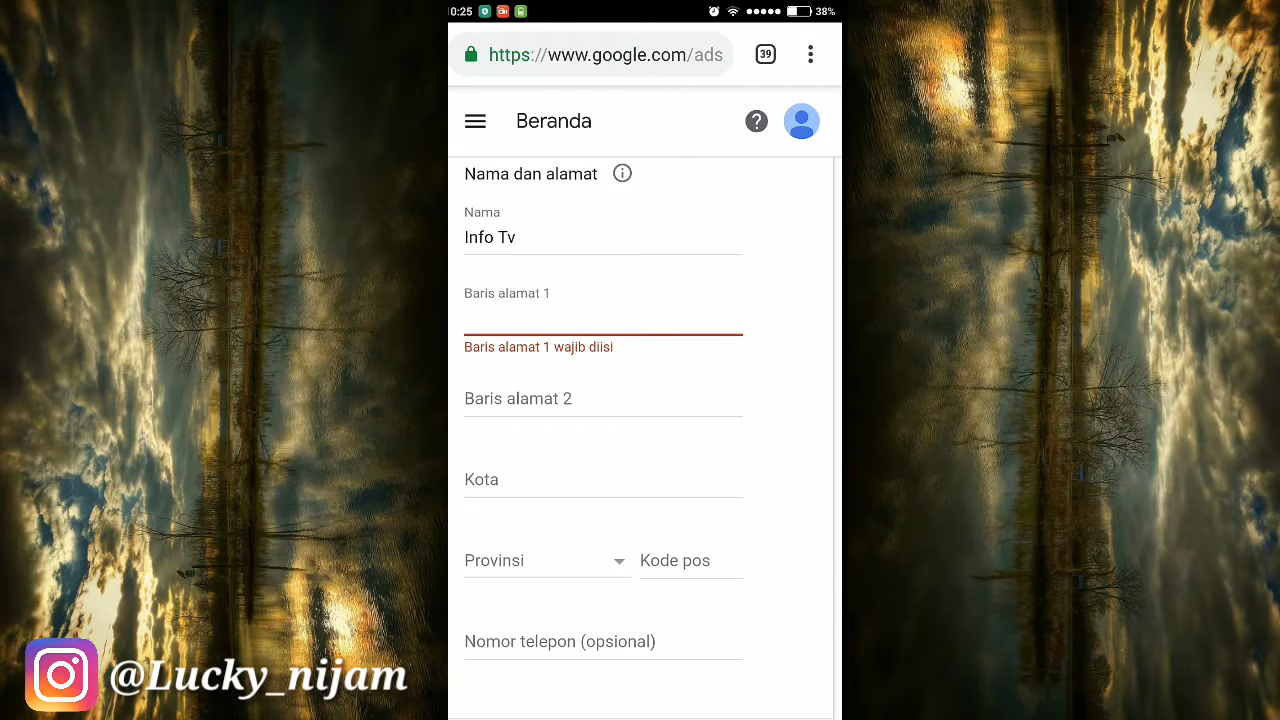 0:25
38%
https://www.google.com/ads
39
Beranda
Nama dan alamat
Nama
Info Tv
Baris alamat 1
Baris alamat 1 wajib diisi
Baris alamat 2
Kota
Provinsi
Kode pos
Nomor telepon (opsional)
@Lucky_nijam